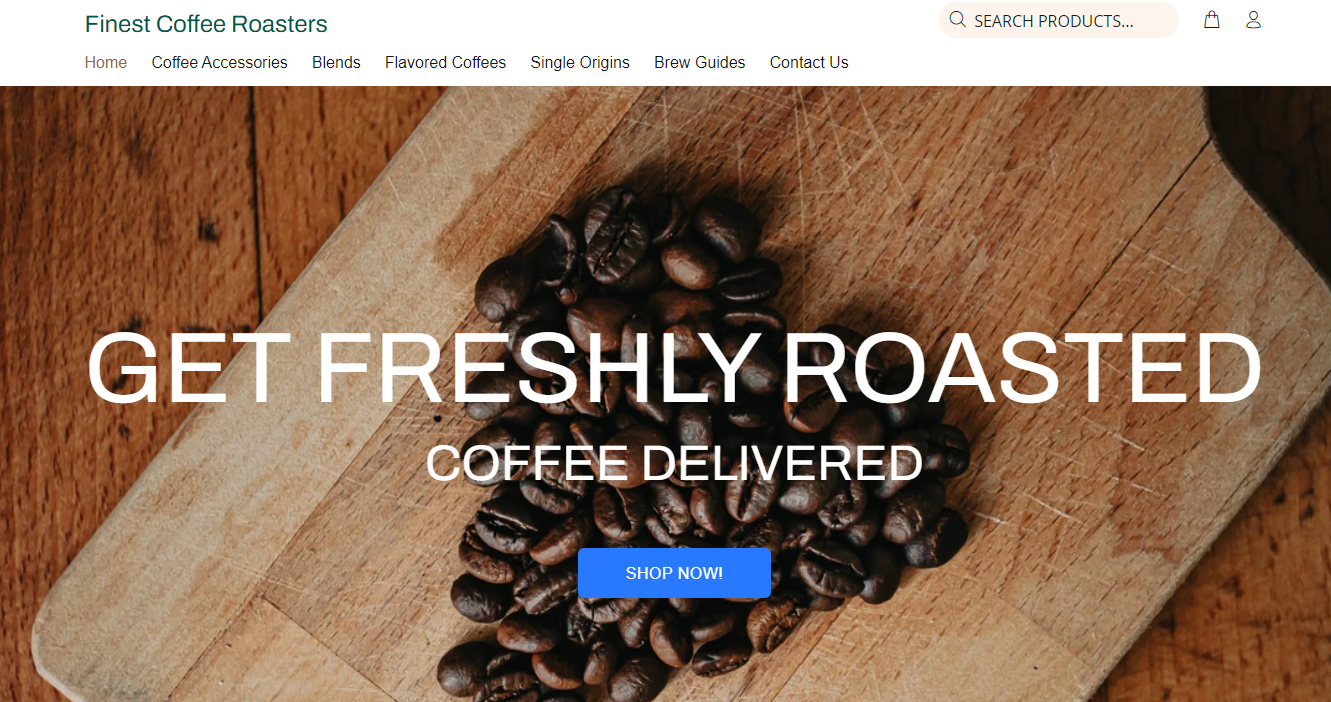 Finest Coffee Roasters
SEARCH PRODUCTS...
Home Coffee Accessories Blends Flavored Coffees Single Origins Brew Guides Contact Us
GET FRESHLY ROASTED
COFFEE DELIVERED
SHOP NOW!